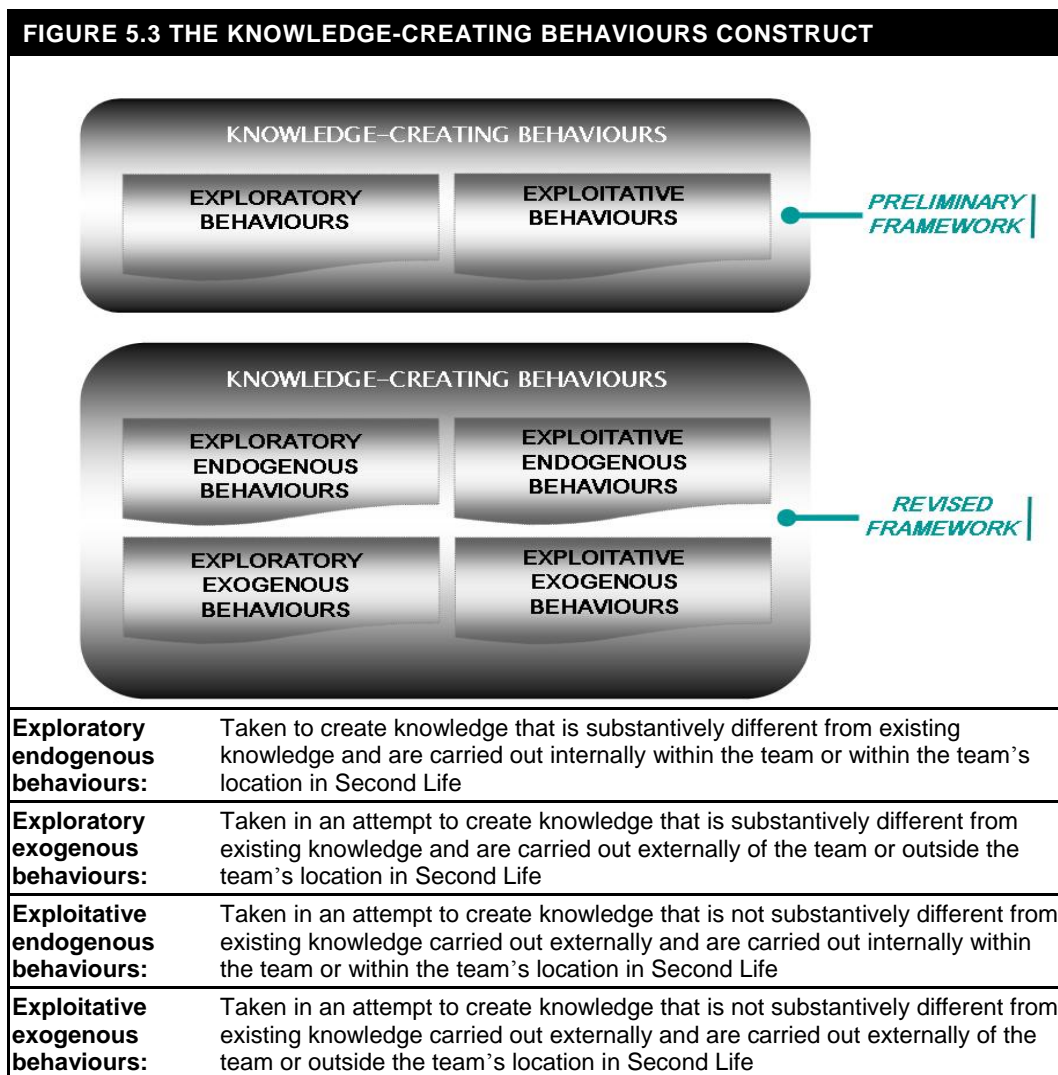 FIGURE 5.3 THE KNOWLEDGE-CREATING BEHAVIOURS CONSTRUCT
KNOWLEDGE-CREATING BEHAVIOURS
EXPLORATORY
BEHAVIOURS
EXPLOITATIVE
BEHAVIOURS
PRELIMINARY
FRAMEWORK
KNOWLEDGE-CREATING BEHAVIOURS
EXPLORATORY
ENDOGENOUS
BEHAVIOURS
EXPLOITATIVE
ENDOGENOUS
BEHAVIOURS
EXPLORATORY
EXOGENOUS
BEHAVIOURS
EXPLOITATIVE
EXOGENOUS
BEHAVIOURS
REVISED
FRAMEWORK
Exploratory
endogenous
behaviours:
Taken to create knowledge that is substantively different from existing
knowledge and are carried out internally within the team or within the team's
location in Second Life
Exploratory
exogenous
behaviours:
Taken in an attempt to create knowledge that is substantively different from
existing knowledge and are carried out externally of the team or outside the
team's location in Second Life
Exploitative
endogenous
behaviours:
Taken in an attempt to create knowledge that is not substantively different from
existing knowledge carried out externally and are carried out internally within
the team or within the team's location in Second Life
Exploitative
exogenous
behaviours:
Taken in an attempt to create knowledge that is not substantively different from
existing knowledge carried out externally and are carried out externally of the
team or outside the team's location in Second Life